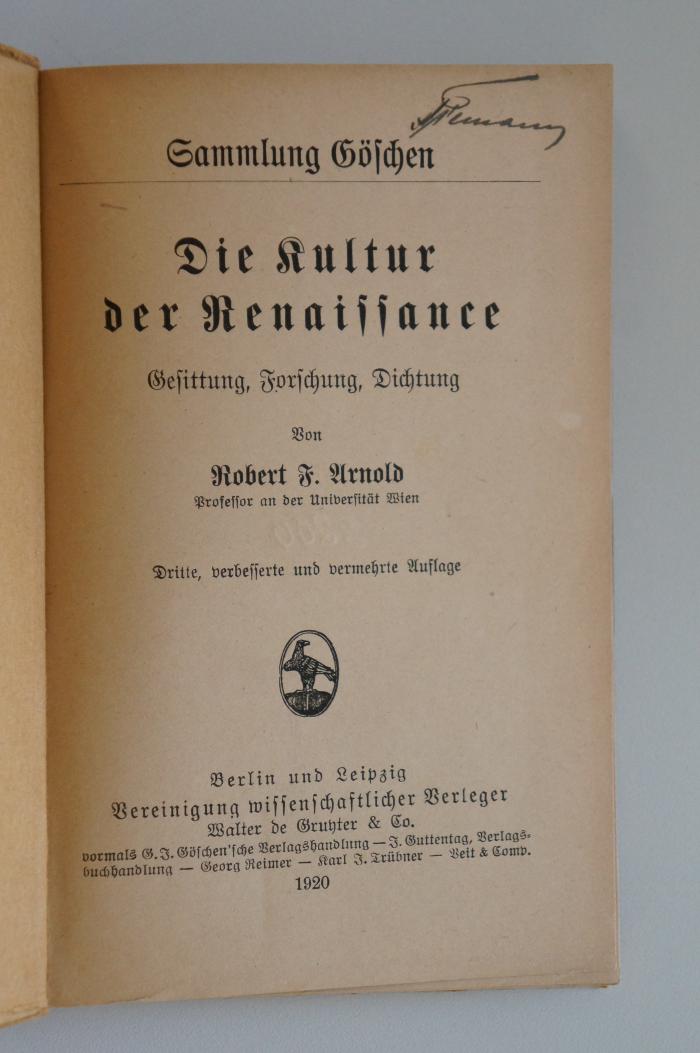 Sammlung Göschen
Die Kultur
der Renaissance
Gesittung, Forschung, Dichtung
Von
Robert F. Arnold
Professor an der Universität Wien
Dritte, verbesserte und vermehrte Auflage
Berlin und Leipzig
Vereinigung wissenschaftlicher Verleger
Walter de Gruyter & Co.
vormals G. J. Göschen'sche Verlagshandlung — J. Guttentag, Verlags-
buchhandlung — Georg Reimer — Karl J. Trübner — Veit & Comp.
1920